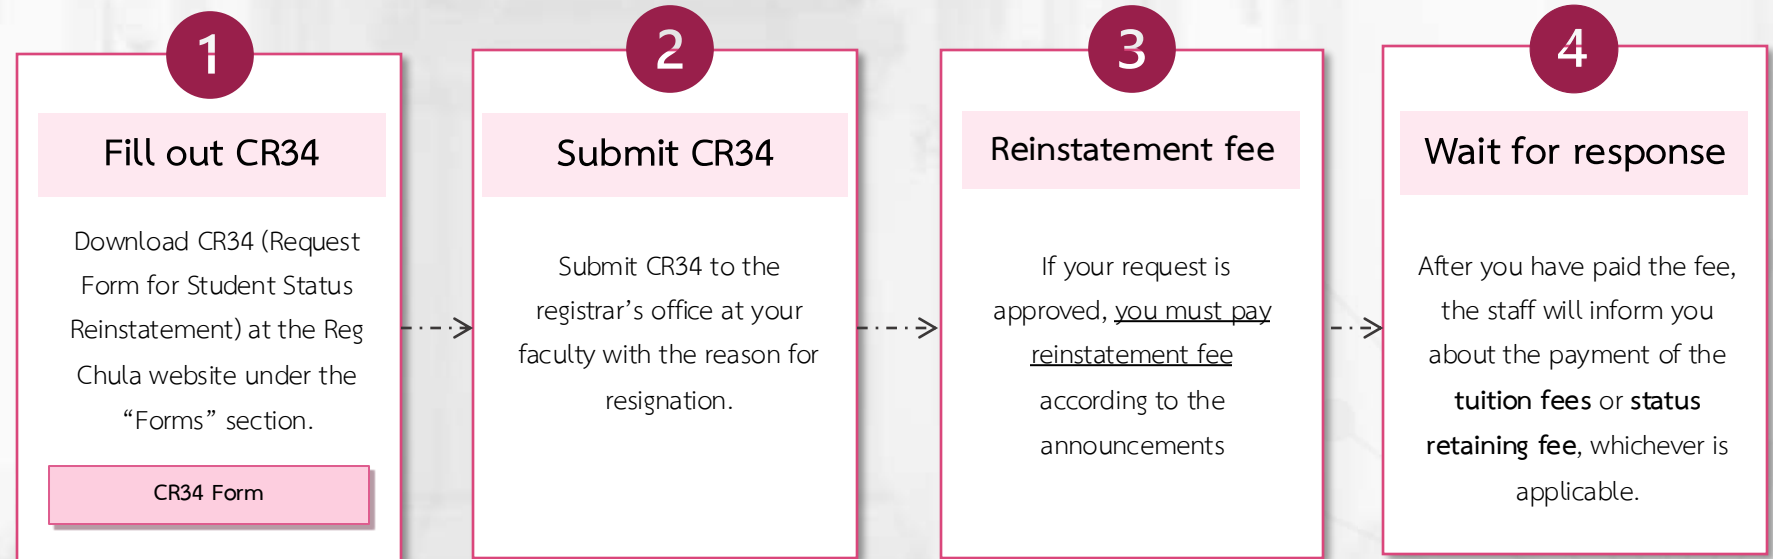 1
Fill out CR34
Download CR34 (Request
Form for Student Status
Reinstatement) at the Reg
Chula website under the
“Forms” section.
CR34 Form
2
Submit CR34
Submit CR34 to the
registrar’s office at your
faculty with the reason for
resignation.
3
Reinstatement fee
If your request is
approved, you must pay
reinstatement fee
according to the
announcements
4
Wait for response
After you have paid the fee,
the staff will inform you
about the payment of the
tuition fees or status
retaining fee, whichever is
applicable.